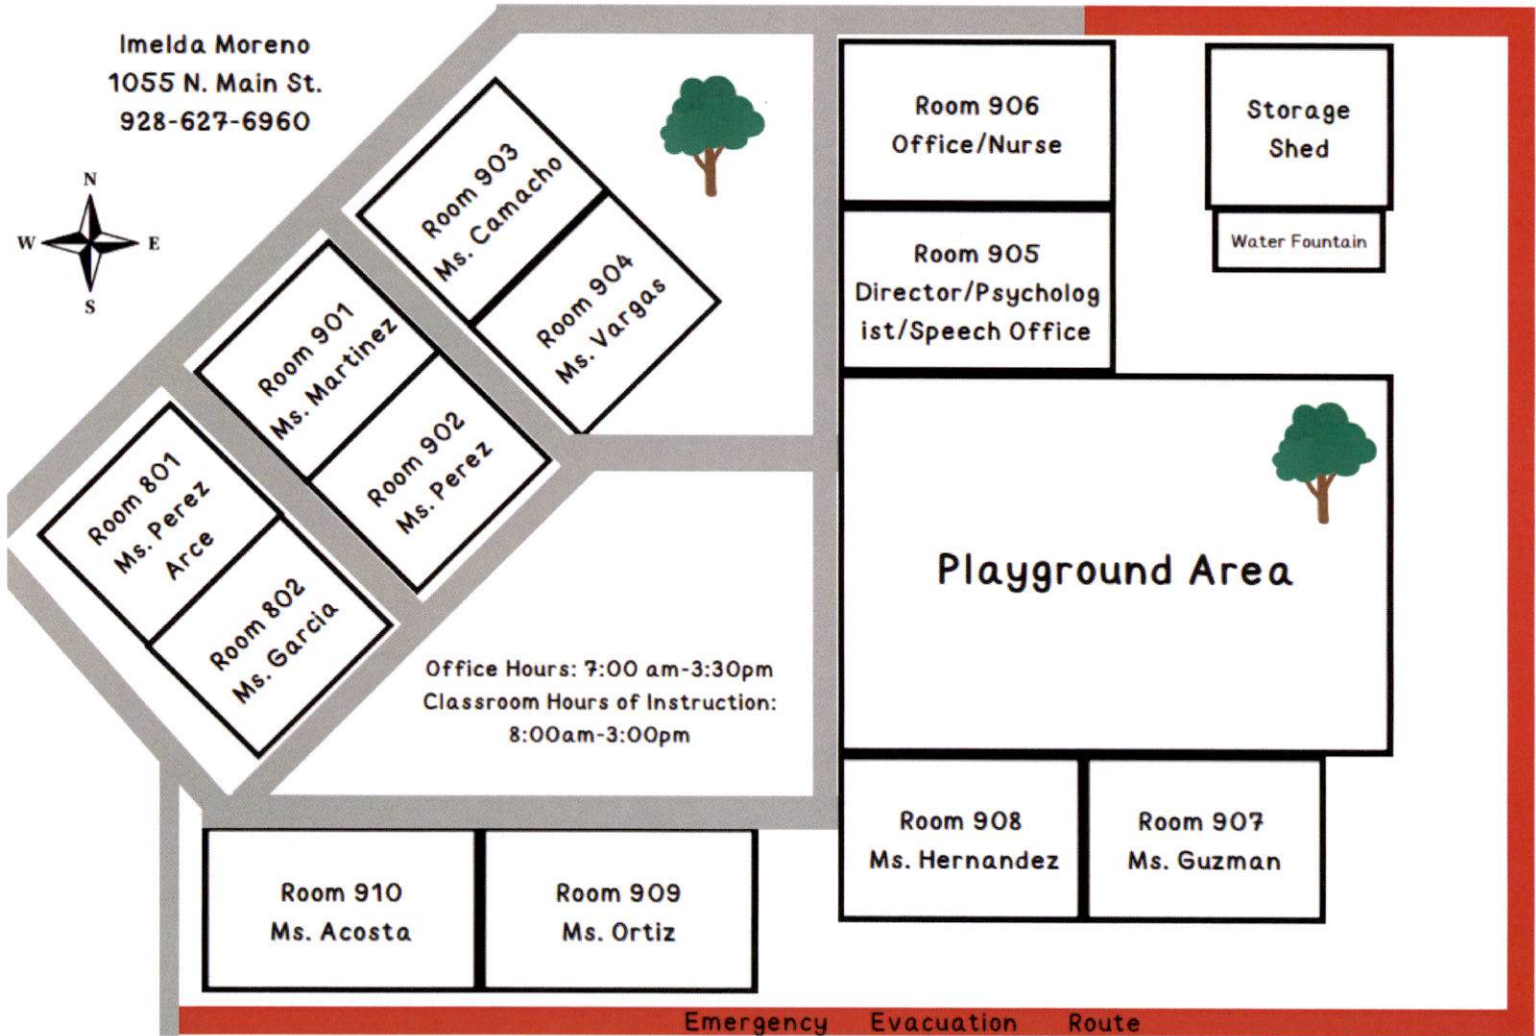 Imelda Moreno
1055 N. Main St.
928-627-6960
N
W
E
S
Room 903
Ms. Camacho
Room 904
Ms. Vargas
Room 901
Ms. Martinez
Room 902
Ms. Perez
Room 801
Ms. Perez
Arce
Room 802
Ms. Garcia
Room 906
Office/Nurse
Storage
Shed
Water Fountain
Room 905
Director/Psycholog
ist/Speech Office
Playground Area
Office Hours: 7:00 am-3:30pm
Classroom Hours of Instruction:
8:00am-3:00pm
Room 908
Ms. Hernandez
Room 907
Ms. Guzman
Room 910
Ms. Acosta
Room 909
Ms. Ortiz
Emergency Evacuation Route